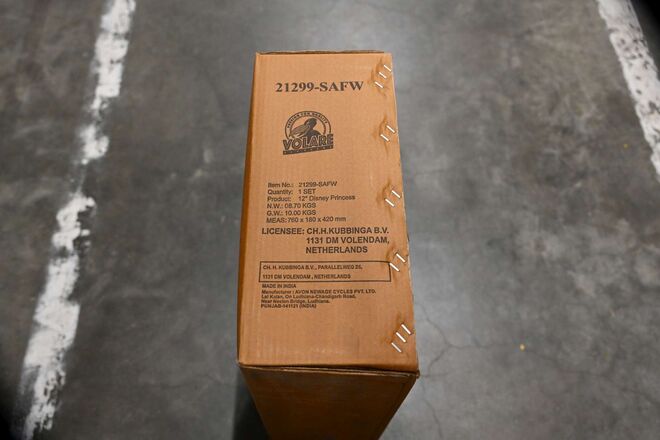 21299-SAFW
VOLARE
Item No.: 21299-SAFW
Quantity: 1 SET
Product: 12" Disney Princess
N.W.: 08.70 KGS
G.W.: 10.00 KGS
MEAS: 760 x 180 x 420 mm
LICENSEE: CH.H.KUBBINGA B.V.
1131 DM VOLENDAM,
NETHERLANDS
CH. H. KUBBINGA B.V., PARALLELWEG 26,
1131 DM VOLENDAM, NETHERLANDS
MADE IN INDIA
Manufacturer: AVON NEWAGE CYCLES PVT. LTD.
Lal Kuian, On Ludhiana-Chandigarh Road,
Near Neelon Bridge, Ludhiana.
PUNJAB-141121 (INDIA)